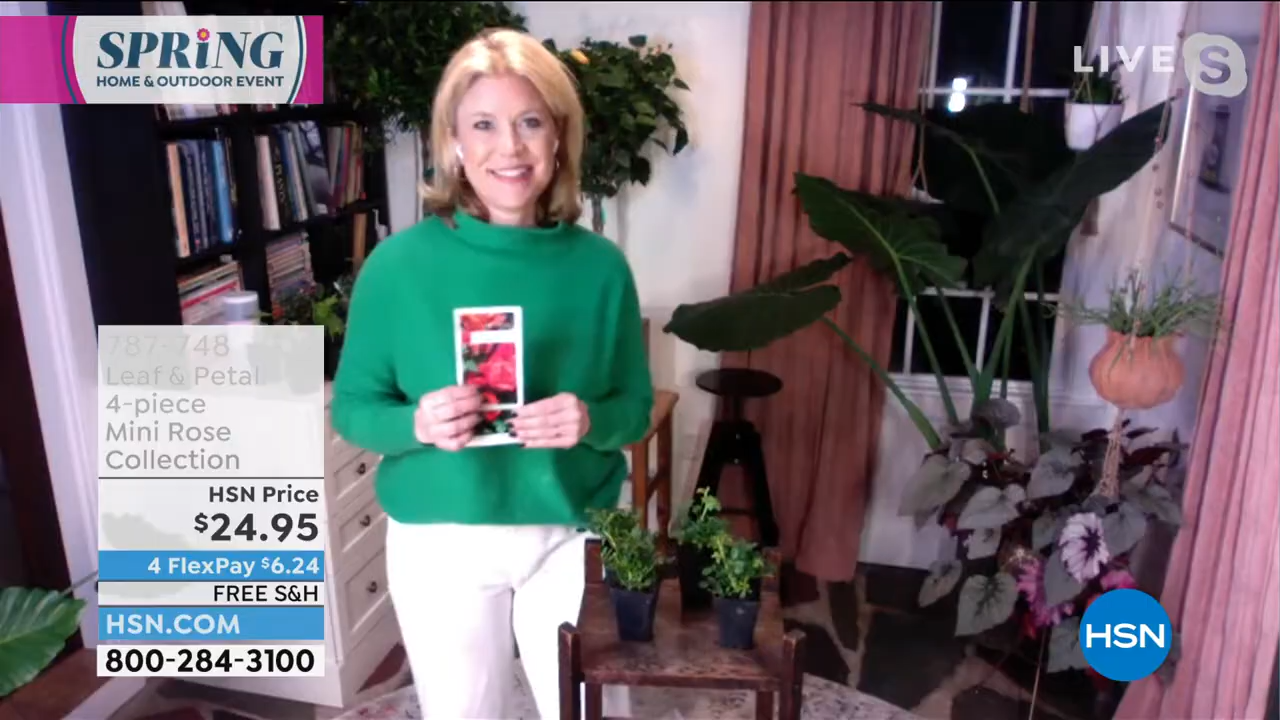 SPRiNG
HOME & OUTDOOR EVENT
LIVE S
787-748
Leaf & Petal
4-piece
Mini Rose
Collection
HSN Price
$24.95
4 FlexPay $6.24
FREE S&H
HSN.COM
800-284-3100
HSN